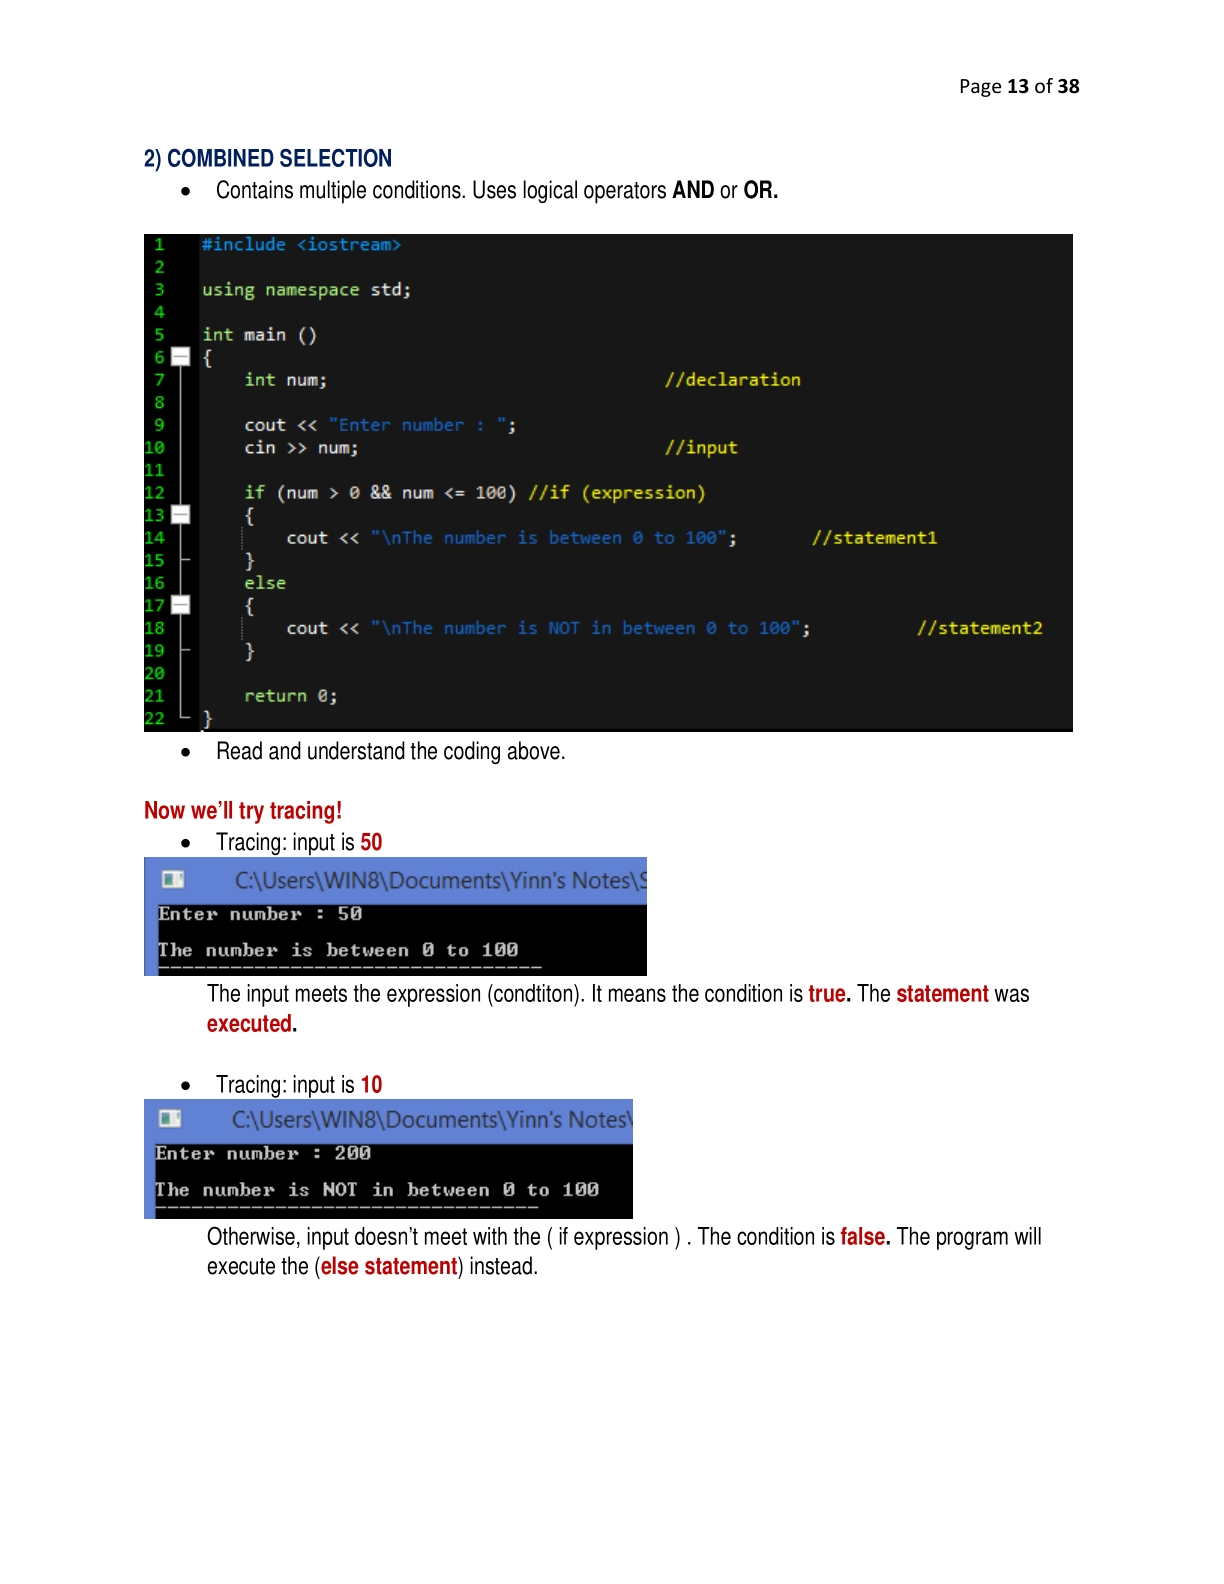 Page 13 of 38
2) COMBINED SELECTION
• Contains multiple conditions. Uses logical operators AND or OR.
1 #include <iostream>
2
3 using namespace std;
4
5 int main ()
6 {
7 int num; //declaration
8
9 cout << "Enter number : ";
10 cin >> num; //input
11
12 if (num > 0 && num <= 100) //if (expression)
13 {
14 cout << "\nThe number is between 0 to 100"; //statement1
15 }
16 else
17 {
18 cout << "\nThe number is NOT in between 0 to 100"; //statement2
19 }
20
21 return 0;
22 }
• Read and understand the coding above.
Now we'll try tracing!
• Tracing: input is 50
C:\Users\WIN8\Documents\Yinn's Notes\S
Enter number : 50
The number is between 0 to 100
--------------------------------
The input meets the expression (condtiton). It means the condition is true. The statement was
executed.
• Tracing: input is 10
C:\Users\WIN8\Documents\Yinn's Notes\
Enter number : 200
The number is NOT in between 0 to 100
--------------------------------
Otherwise, input doesn't meet with the ( if expression ) . The condition is false. The program will
execute the (else statement) instead.